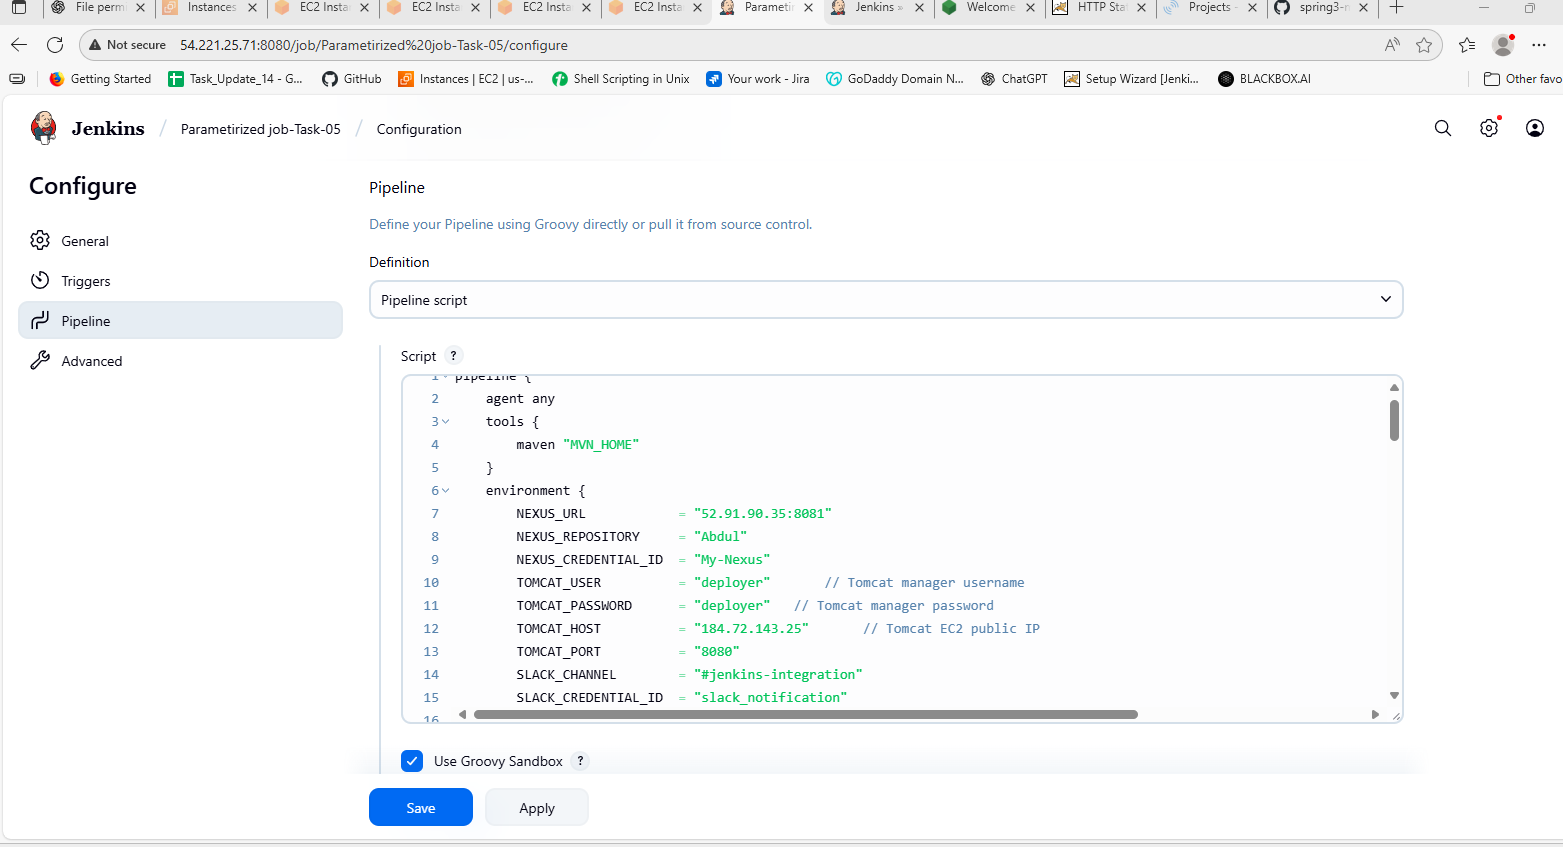 File perm
Instances
EC2 Insta
EC2 Insta
EC2 Insta
EC2 Insta
Parametir
Jenkins »
Welcome
HTTP Sta
Projects -
spring3-m
Not secure 54.221.25.71:8080/job/Parametirized%20job-Task-05/configure
Getting Started Task_Update_14 - G... GitHub Instances | EC2 | us-... Shell Scripting in Unix Your work - Jira GoDaddy Domain N... ChatGPT Setup Wizard [Jenki... BLACKBOX.AI Other favo
Jenkins / Parametirized job-Task-05 / Configuration
Configure
General
Triggers
Pipeline
Advanced
Pipeline
Define your Pipeline using Groovy directly or pull it from source control.
Definition
Pipeline script
Script ?
1 pipeline {
2 agent any
3 tools {
4 maven "MVN_HOME"
5 }
6 environment {
7 NEXUS_URL = "52.91.90.35:8081"
8 NEXUS_REPOSITORY = "Abdul"
9 NEXUS_CREDENTIAL_ID = "My-Nexus"
10 TOMCAT_USER = "deployer" // Tomcat manager username
11 TOMCAT_PASSWORD = "deployer" // Tomcat manager password
12 TOMCAT_HOST = "184.72.143.25" // Tomcat EC2 public IP
13 TOMCAT_PORT = "8080"
14 SLACK_CHANNEL = "#jenkins-integration"
15 SLACK_CREDENTIAL_ID = "slack_notification"
16
Use Groovy Sandbox ?
Save Apply